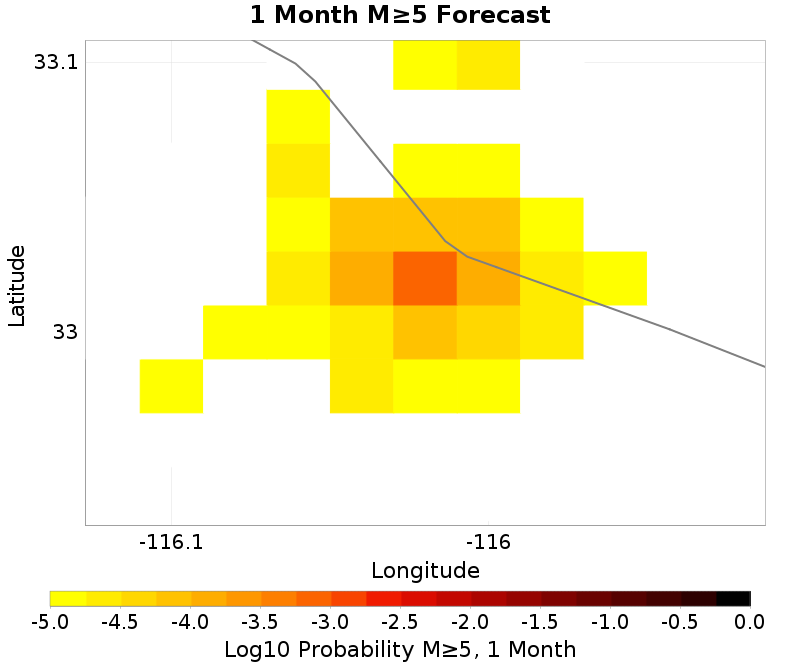 1 Month M≥5 Forecast
33.1
33
Latitude
-116.1 -116
Longitude
-5.0 -4.5 -4.0 -3.5 -3.0 -2.5 -2.0 -1.5 -1.0 -0.5 0.0
Log10 Probability M≥5, 1 Month